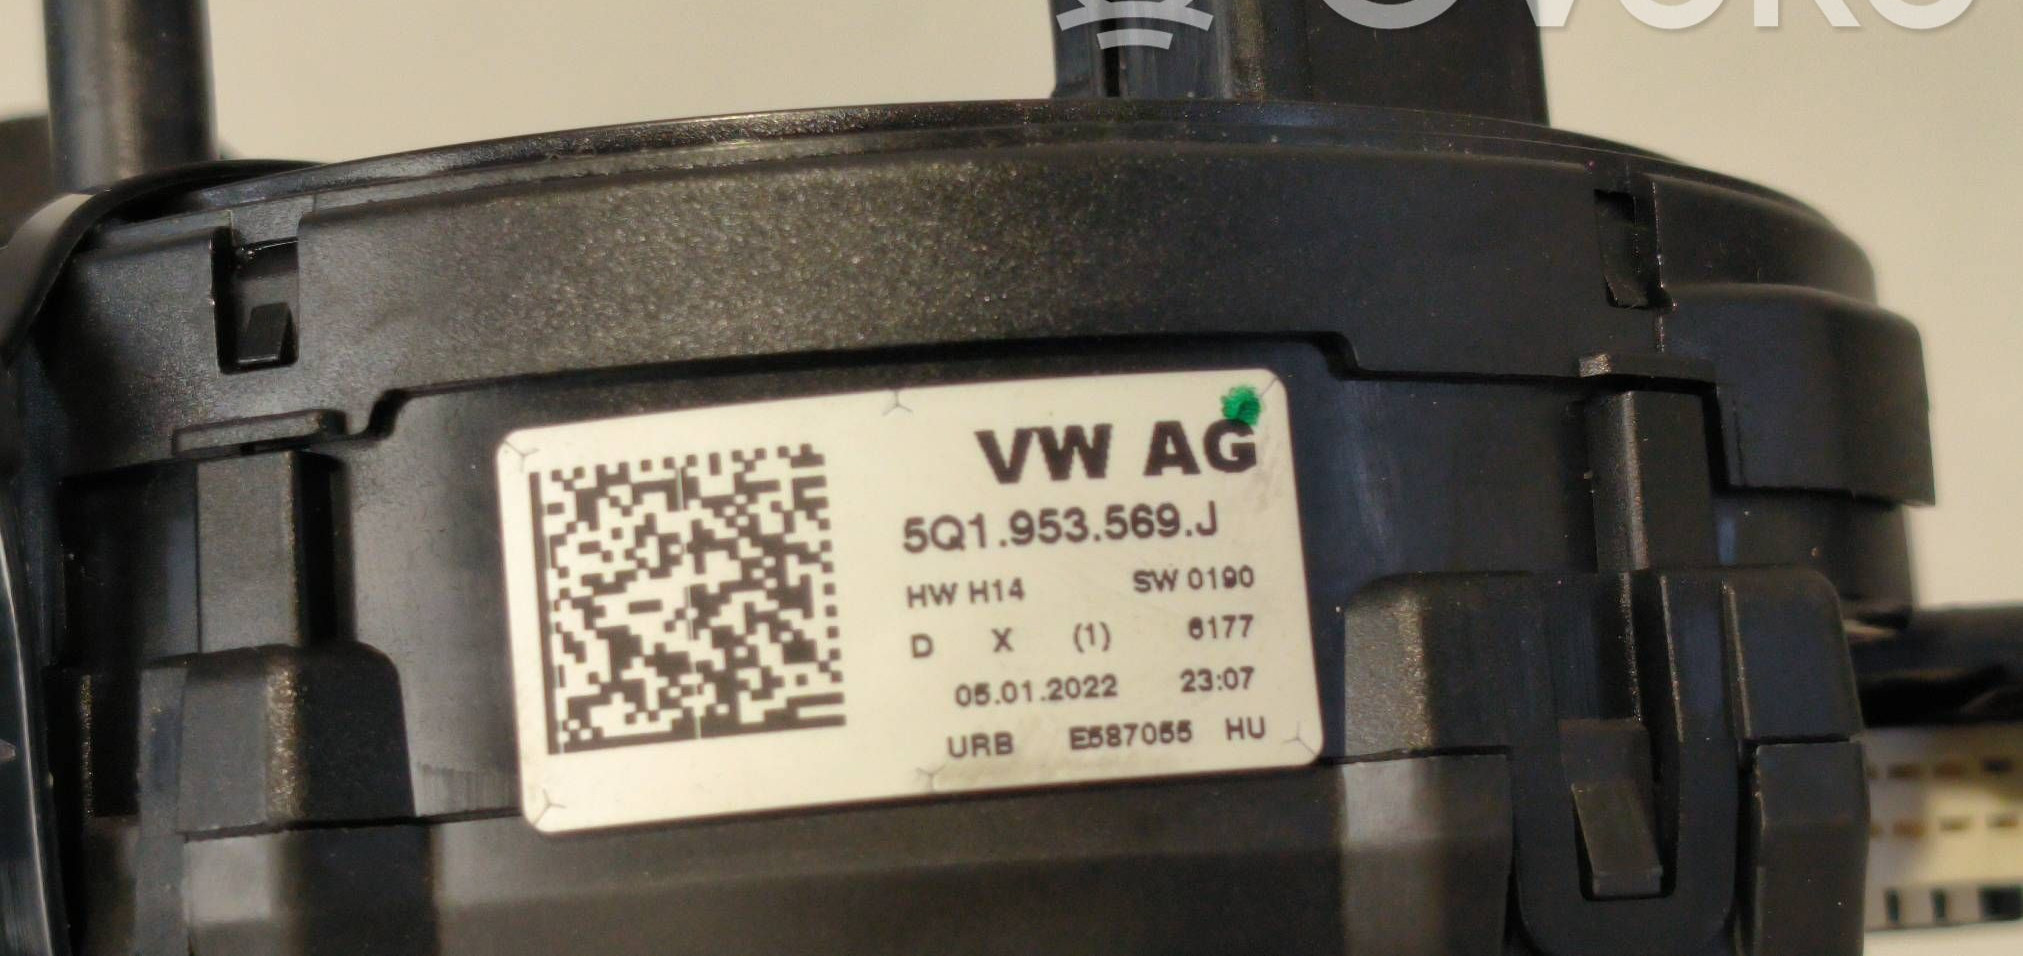 VW AG
5Q1.953.569.J
HW H14 SW 0190
D X (1) 6177
05.01.2022 23:07
URB E587055 HU